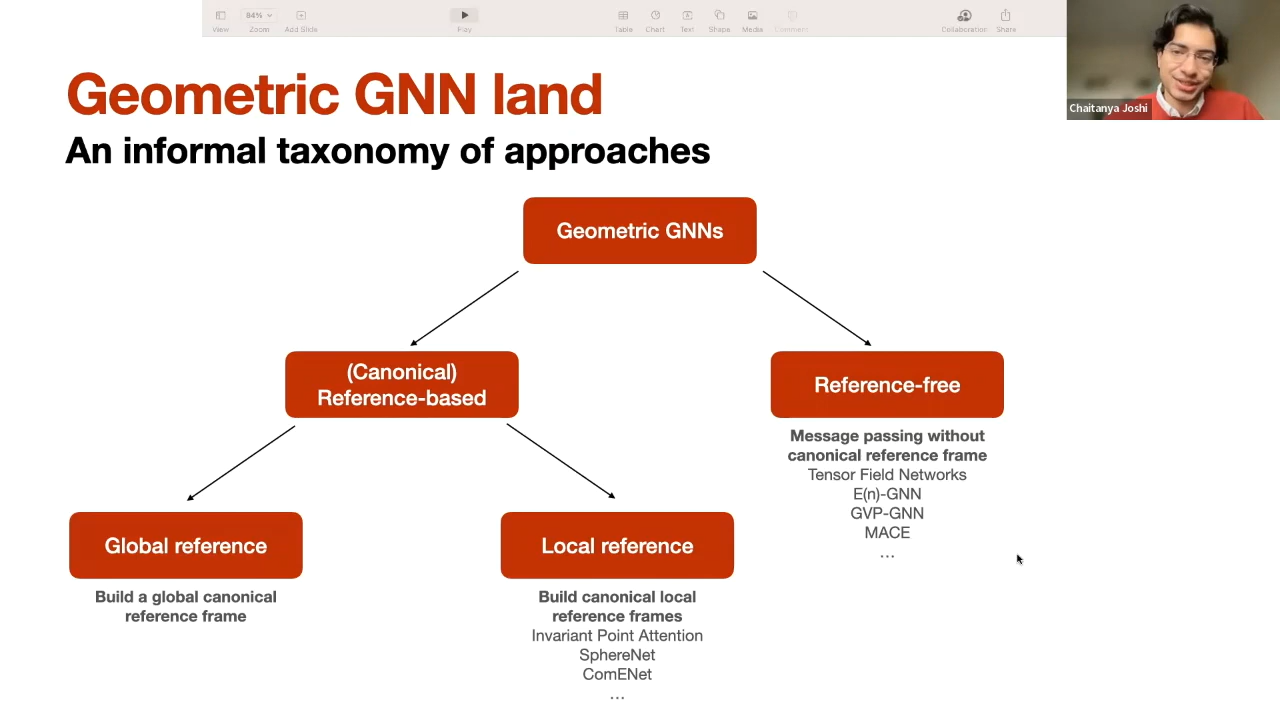 View
84%
Zoom
Add Slide
Play
Table
Chart
Text
Shape
Media
Comment
Collaboration
Share
Chaitanya Joshi
Geometric GNN land
An informal taxonomy of approaches
Geometric GNNs
(Canonical)
Reference-based
Reference-free
Message passing without
canonical reference frame
Tensor Field Networks
E(n)-GNN
GVP-GNN
MACE
...
Global reference
Build a global canonical
reference frame
Local reference
Build canonical local
reference frames
Invariant Point Attention
SphereNet
ComENet
...